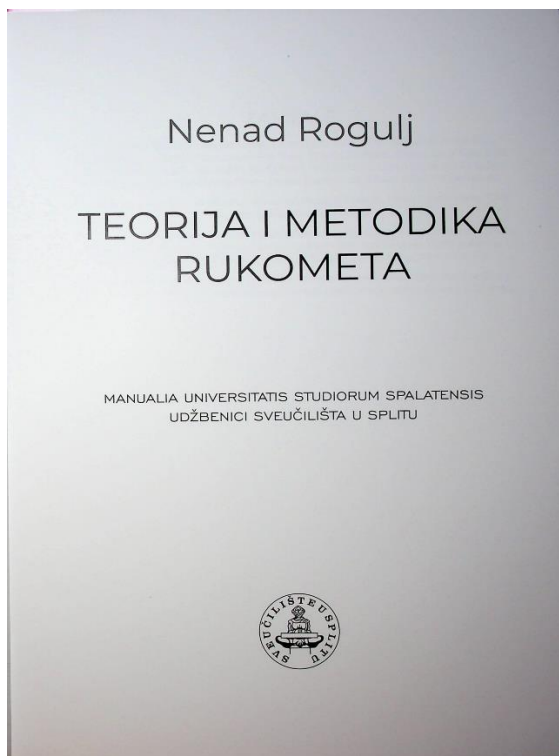 Nenad Rogulj
TEORIJA I METODIKA
RUKOMETA
MANUALIA UNIVERSITATIS STUDIORUM SPALATENSIS
UDŽBENICI SVEUČILIŠTA U SPLITU
SVEUČILIŠTE U SPLITU